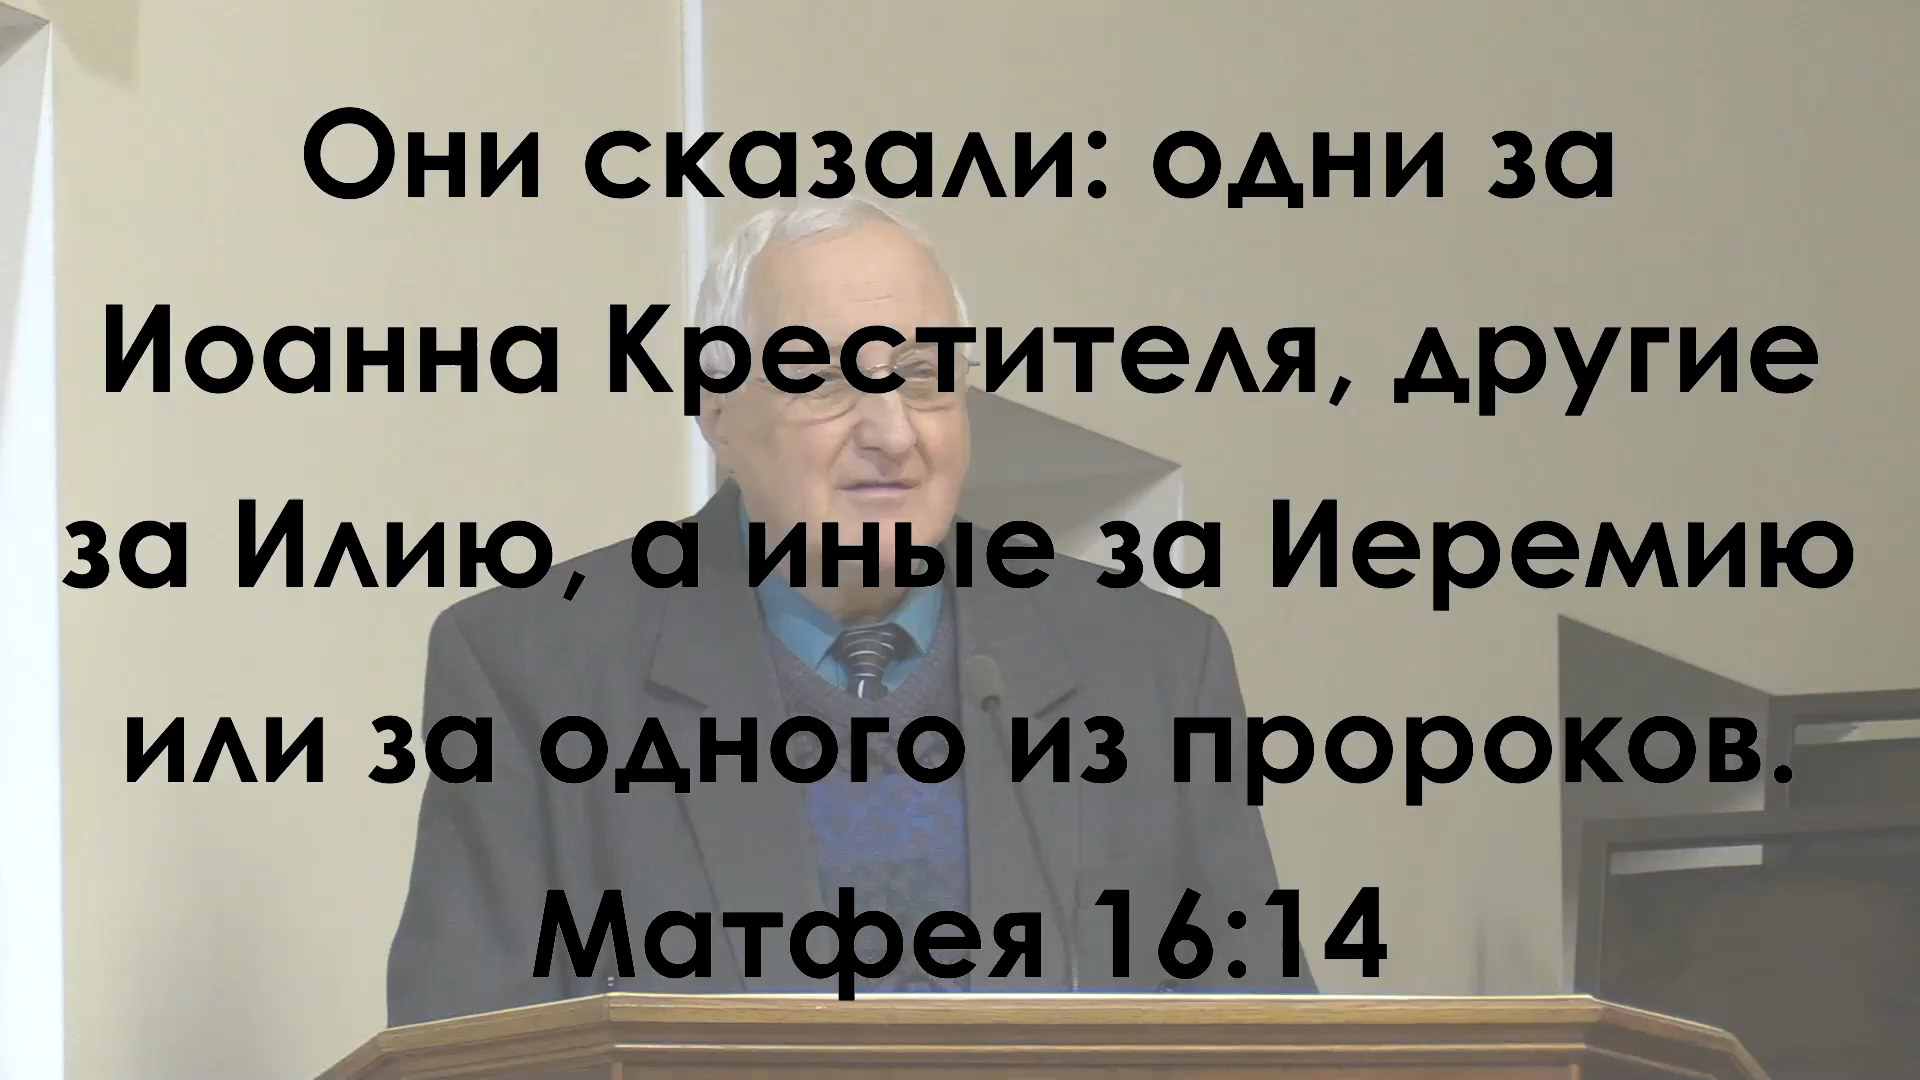 Они сказали: одни за
Иоанна Крестителя, другие
за Илию, а иные за Иеремию
или за одного из пророков.
Матфея 16:14